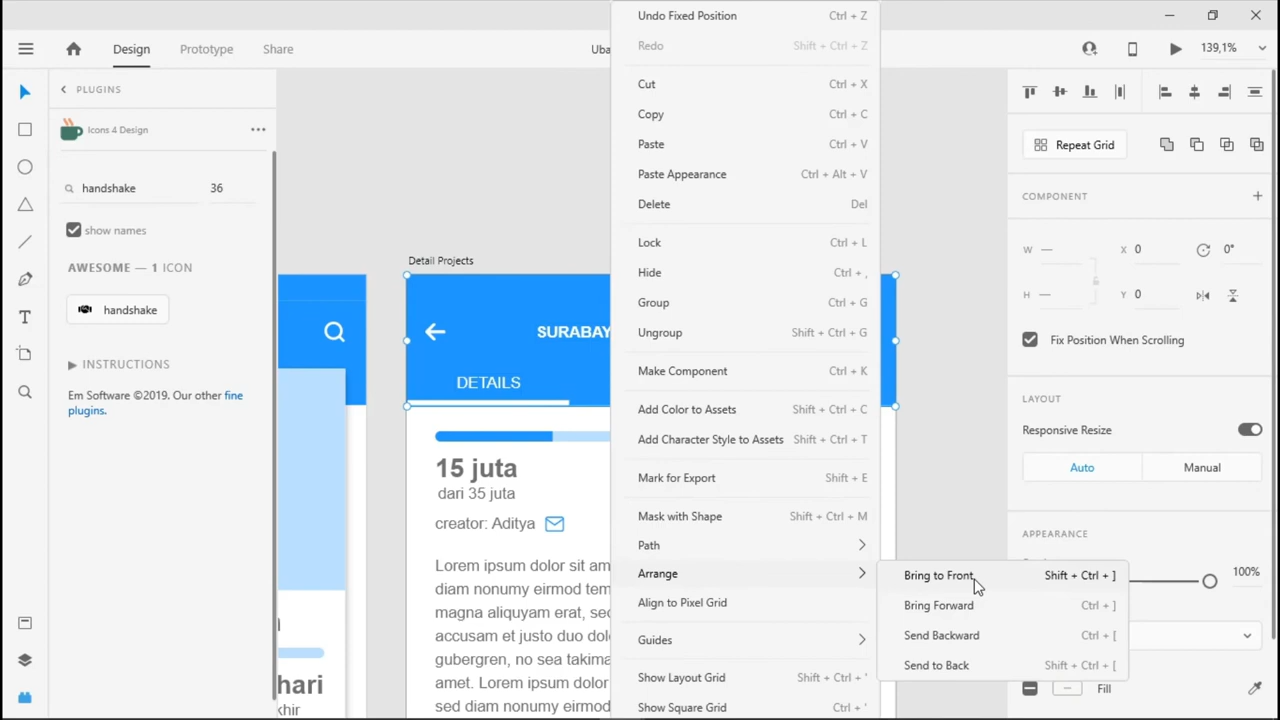 Design
Prototype
Share
Uba
139,1%
PLUGINS
Icons 4 Design
handshake
36
show names
AWESOME — 1 ICON
handshake
INSTRUCTIONS
Em Software ©2019. Our other fine
plugins.
hari
khir
Detail Projects
SURABAY
DETAILS
15 juta
dari 35 juta
creator: Aditya
Lorem ipsum dolor sit am
diam nonumy eirmod tem
magna aliquyam erat, sed
accusam et justo duo dolo
gubergren, no sea takima
amet. Lorem ipsum dolor
sed diam nonumy eirmod
Undo Fixed Position Ctrl + Z
Redo Shift + Ctrl + Z
Cut Ctrl + X
Copy Ctrl + C
Paste Ctrl + V
Paste Appearance Ctrl + Alt + V
Delete Del
Lock Ctrl + L
Hide Ctrl + ,
Group Ctrl + G
Ungroup Shift + Ctrl + G
Make Component Ctrl + K
Add Color to Assets Shift + Ctrl + C
Add Character Style to Assets Shift + Ctrl + T
Mark for Export Shift + E
Mask with Shape Shift + Ctrl + M
Path
Arrange
Align to Pixel Grid
Guides
Show Layout Grid Shift + Ctrl + '
Show Square Grid Ctrl + '
Bring to Front Shift + Ctrl + ]
Bring Forward Ctrl + ]
Send Backward Ctrl + [
Send to Back Shift + Ctrl + [
Repeat Grid
COMPONENT
W — X 0 0°
H — Y 0
Fix Position When Scrolling
LAYOUT
Responsive Resize
Auto Manual
APPEARANCE
100%
Fill